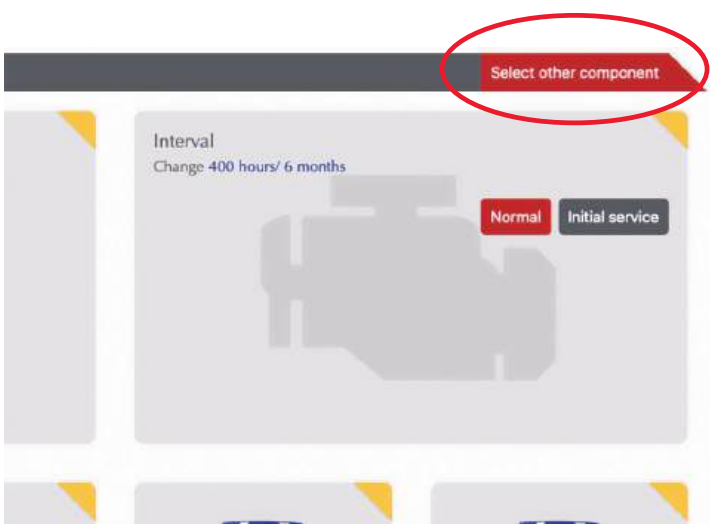 Select other component
Interval
Change 400 hours/ 6 months
Normal
Initial service